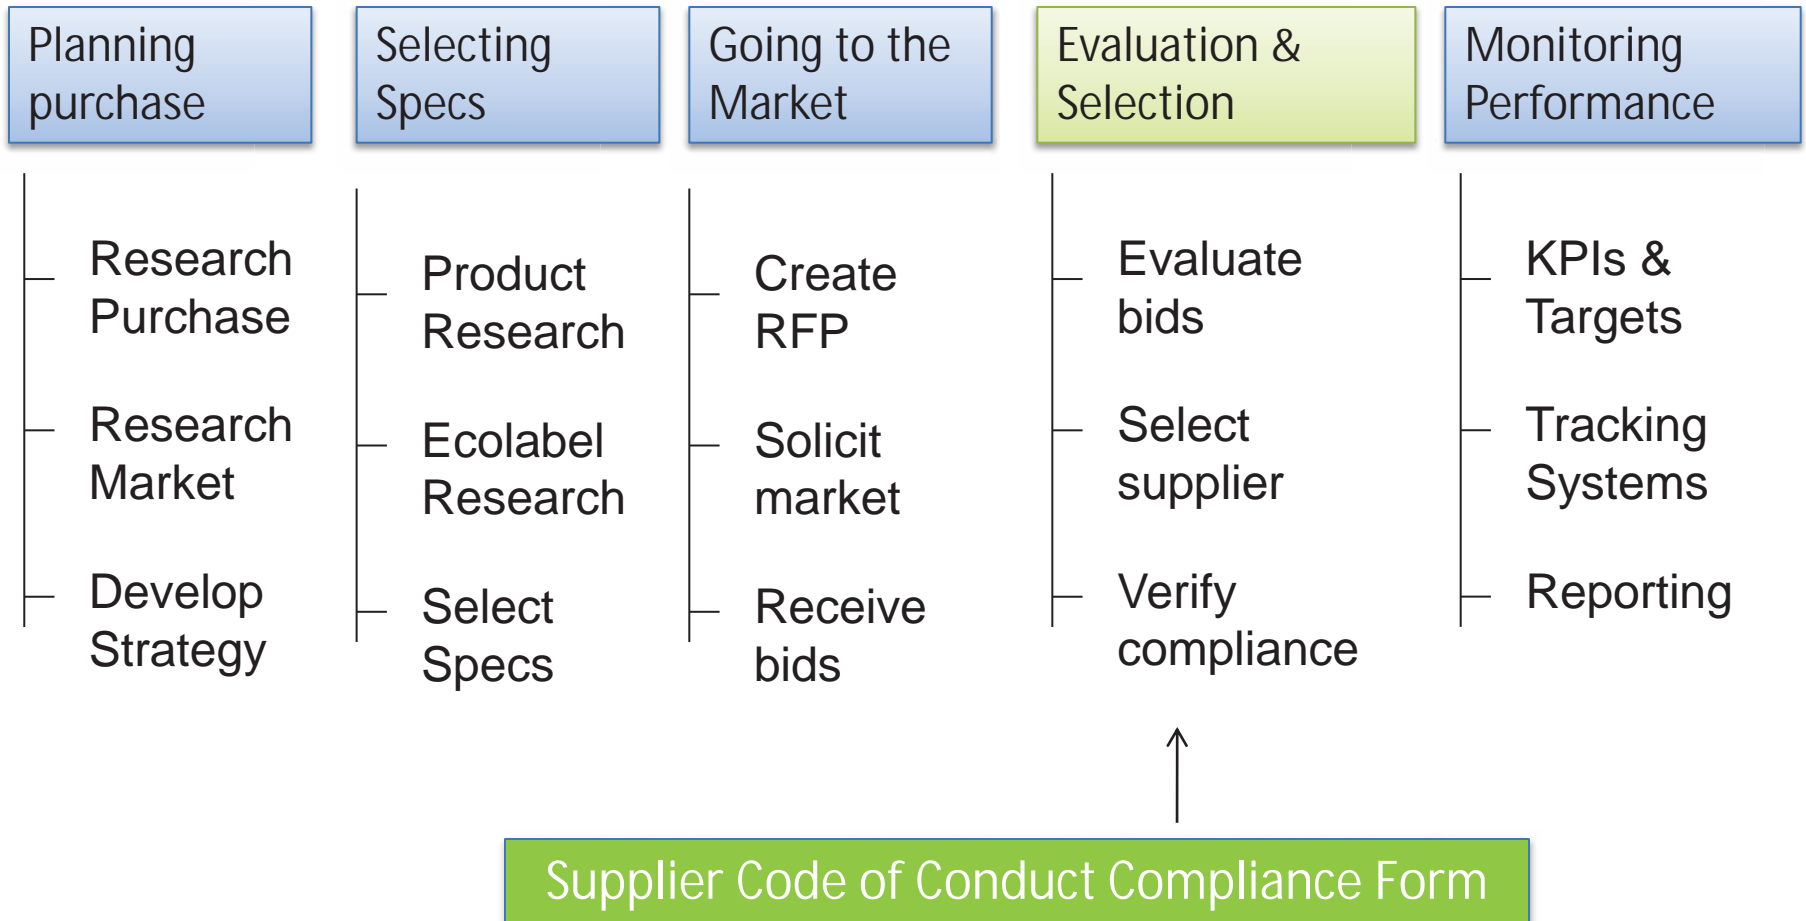 Planning
purchase
Research
Purchase
Research
Market
Develop
Strategy
Selecting
Specs
Product
Research
Ecolabel
Research
Select
Specs
Going to the
Market
Create
RFP
Solicit
market
Receive
bids
Evaluation &
Selection
Evaluate
bids
Select
supplier
Verify
compliance
Monitoring
Performance
KPIs &
Targets
Tracking
Systems
Reporting
Supplier Code of Conduct Compliance Form